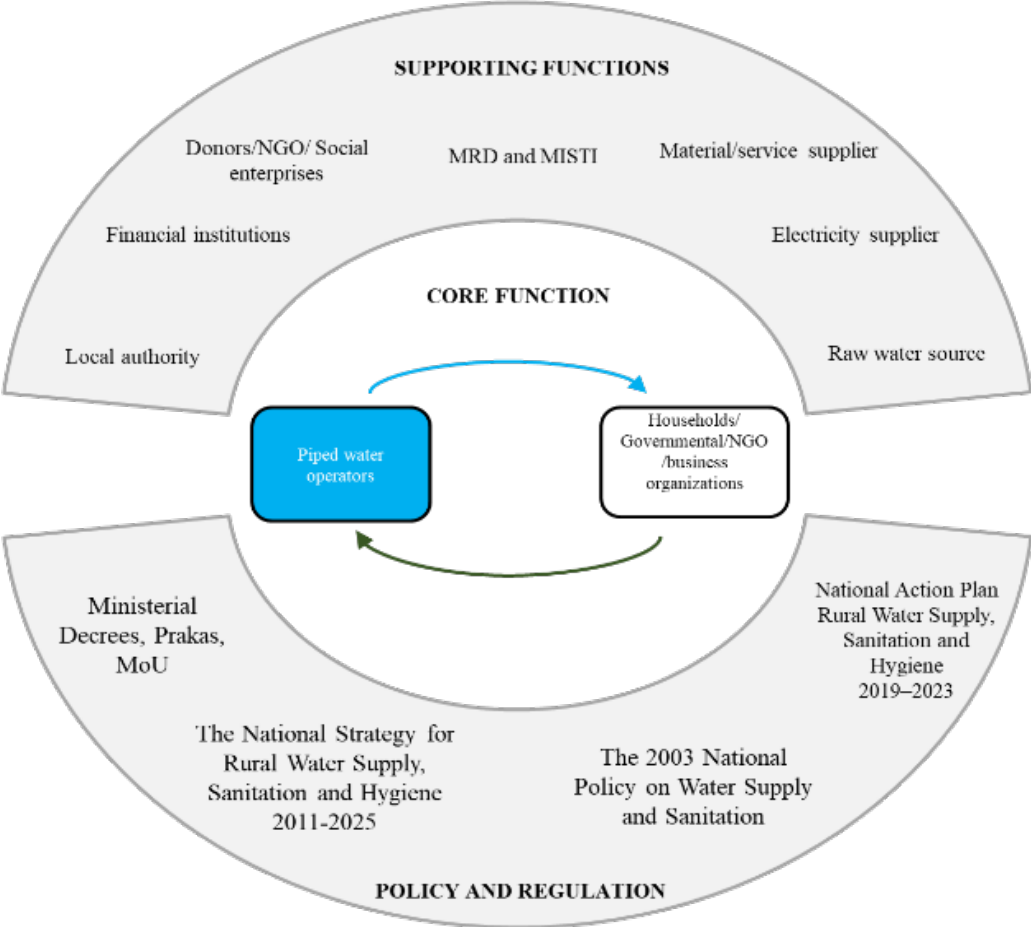 SUPPORTING FUNCTIONS
Donors/NGO/ Social
enterprises
MRD and MISTI
Material/service supplier
Financial institutions
Electricity supplier
Local authority
Raw water source
CORE FUNCTION
Piped water
operators
Households/
Governmental/NGO
/business
organizations
Ministerial
Decrees, Prakas,
MoU
National Action Plan
Rural Water Supply,
Sanitation and
Hygiene
2019–2023
The National Strategy for
Rural Water Supply,
Sanitation and Hygiene
2011-2025
The 2003 National
Policy on Water Supply
and Sanitation
POLICY AND REGULATION